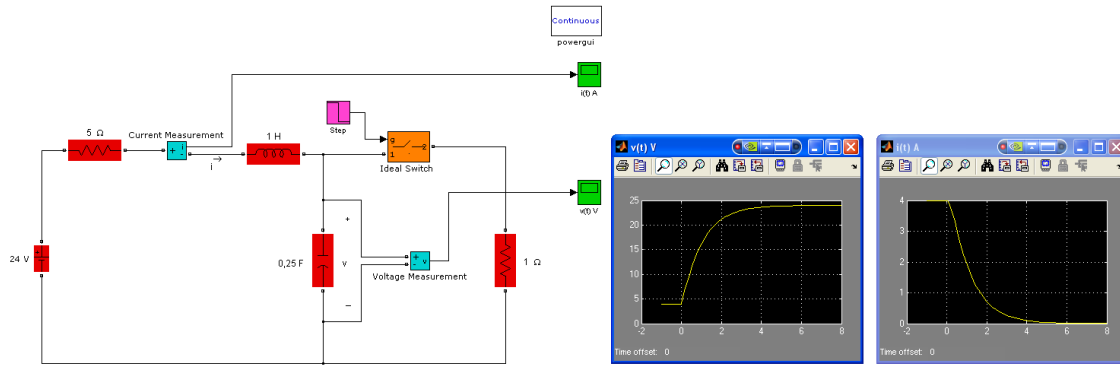 Continuous
powergui
i(t) A
5 Ω
Current Measurement
+ i
-
i
1 H
Step
g
1 2
Ideal Switch
v(t) V
24 V
+
0,25 F
+
v
−
+ v
-
Voltage Measurement
1 Ω
v(t) V
25
20
15
10
5
0
-2 0 2 4 6 8
Time offset: 0
i(t) A
4
3
2
1
0
-2 0 2 4 6 8
Time offset: 0